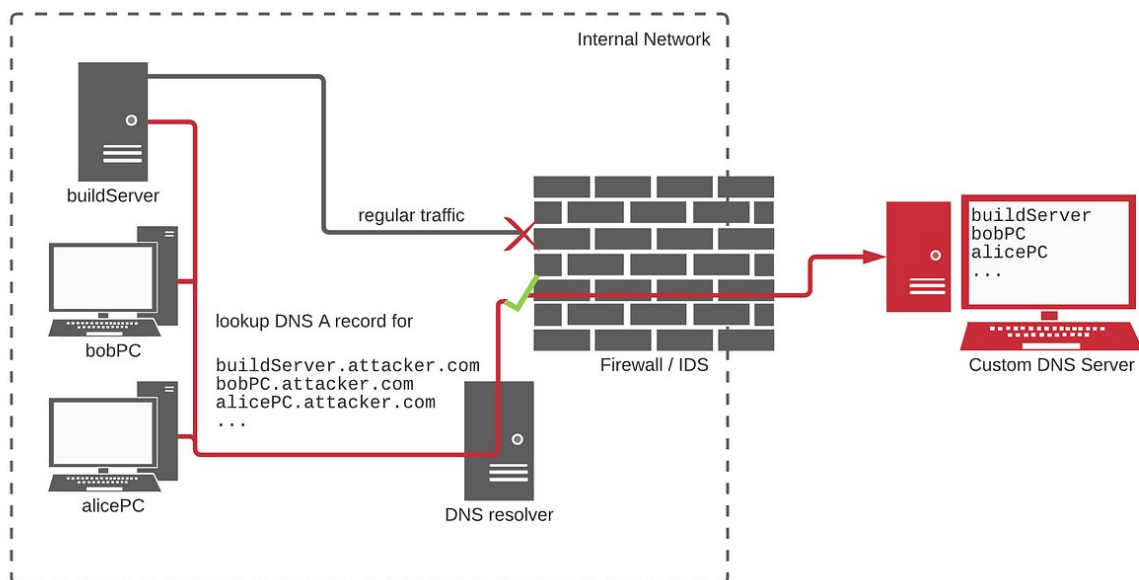 Internal Network
buildServer
regular traffic
bobPC
lookup DNS A record for
buildServer.attacker.com
bobPC.attacker.com
alicePC.attacker.com
...
alicePC
DNS resolver
Firewall / IDS
buildServer
bobPC
alicePC
...
Custom DNS Server